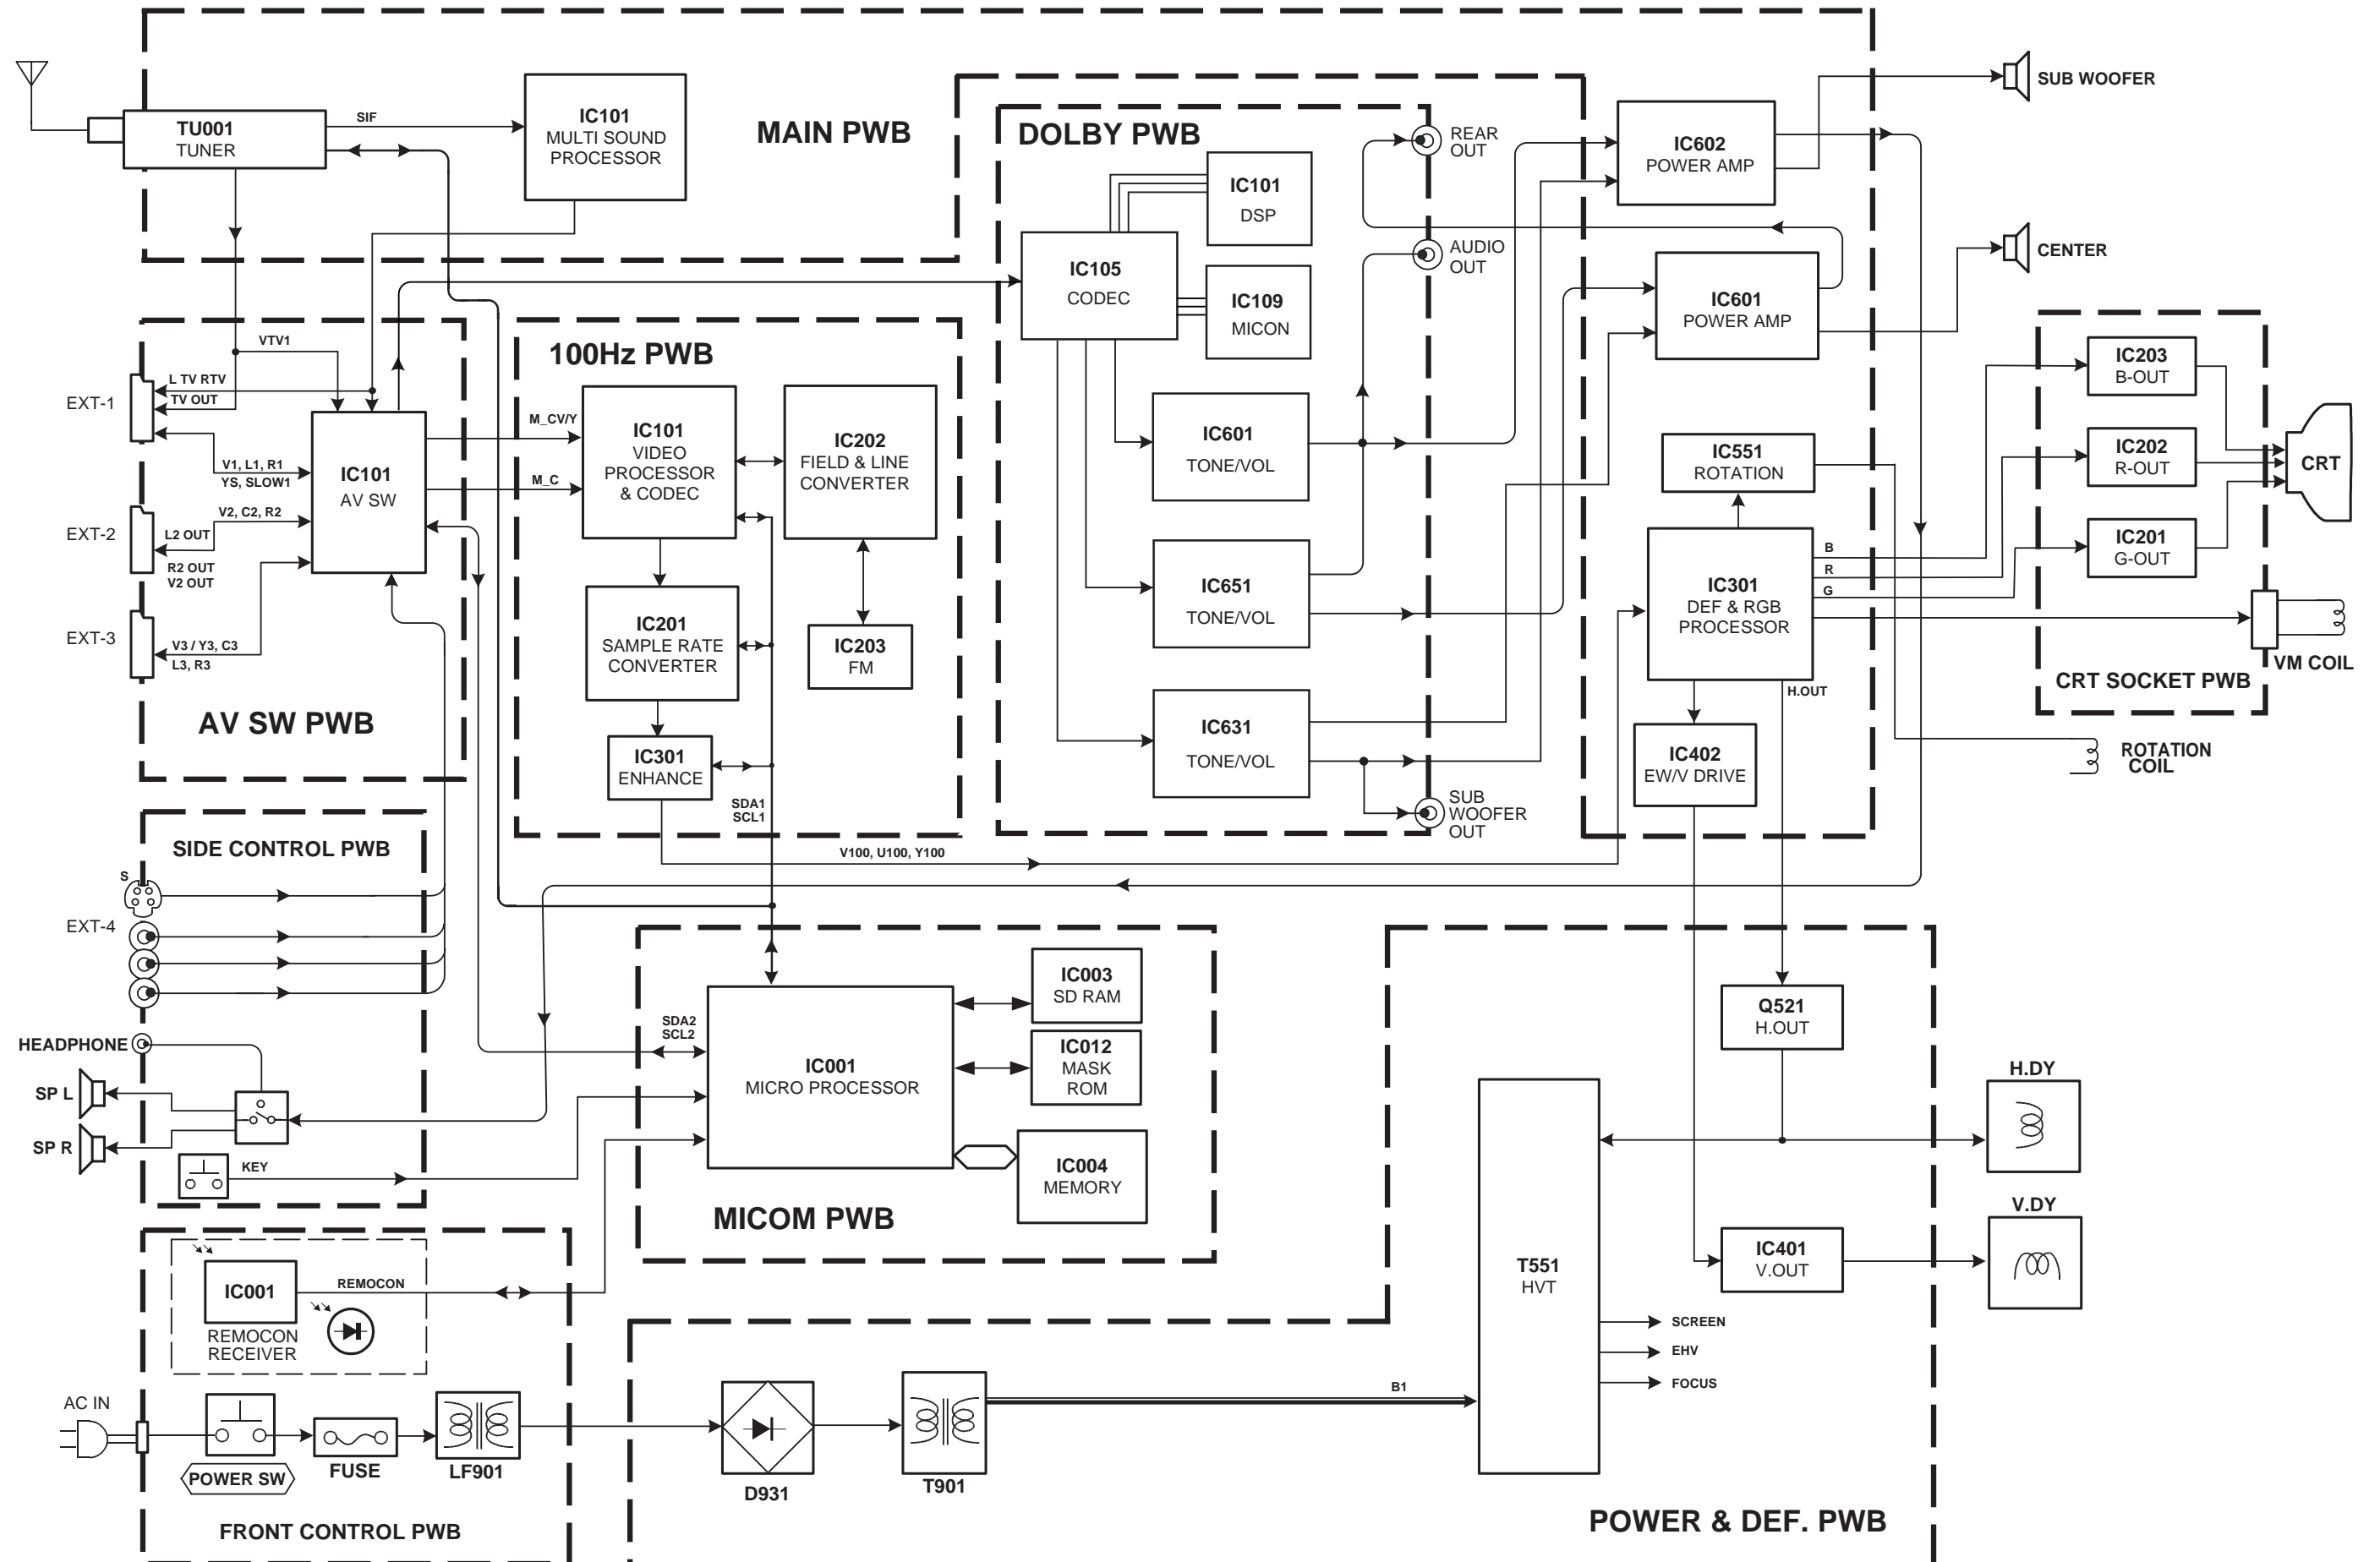 SUB WOOFER
TU001
TUNER
SIF
IC101
MULTI SOUND
PROCESSOR
MAIN PWB
DOLBY PWB
REAR
OUT
IC602
POWER AMP
IC101
DSP
AUDIO
OUT
CENTER
IC105
CODEC
IC109
MICON
IC601
POWER AMP
VTV1
L TV RTV
TV OUT
EXT-1
V1, L1, R1
YS, SLOW1
IC101
AV SW
V2, C2, R2
EXT-2
L2 OUT
R2 OUT
V2 OUT
EXT-3
V3 / Y3, C3
L3, R3
AV SW PWB
100Hz PWB
M_CV/Y
M_C
IC101
VIDEO
PROCESSOR
& CODEC
IC202
FIELD & LINE
CONVERTER
IC201
SAMPLE RATE
CONVERTER
IC203
FM
IC301
ENHANCE
SDA1
SCL1
IC601
TONE/VOL
IC651
TONE/VOL
IC631
TONE/VOL
SUB
WOOFER
OUT
IC551
ROTATION
IC301
DEF & RGB
PROCESSOR
B
R
G
H.OUT
IC402
EW/V DRIVE
IC203
B-OUT
IC202
R-OUT
IC201
G-OUT
CRT
CRT SOCKET PWB
VM COIL
ROTATION
COIL
V100, U100, Y100
SIDE CONTROL PWB
S
EXT-4
HEADPHONE
SP L
SP R
KEY
SDA2
SCL2
IC001
MICRO PROCESSOR
IC003
SD RAM
IC012
MASK
ROM
IC004
MEMORY
MICOM PWB
Q521
H.OUT
H.DY
V.DY
IC401
V.OUT
T551
HVT
SCREEN
EHV
FOCUS
IC001
REMOCON
REMOCON
RECEIVER
AC IN
POWER SW
FUSE
LF901
D931
T901
B1
FRONT CONTROL PWB
POWER & DEF. PWB